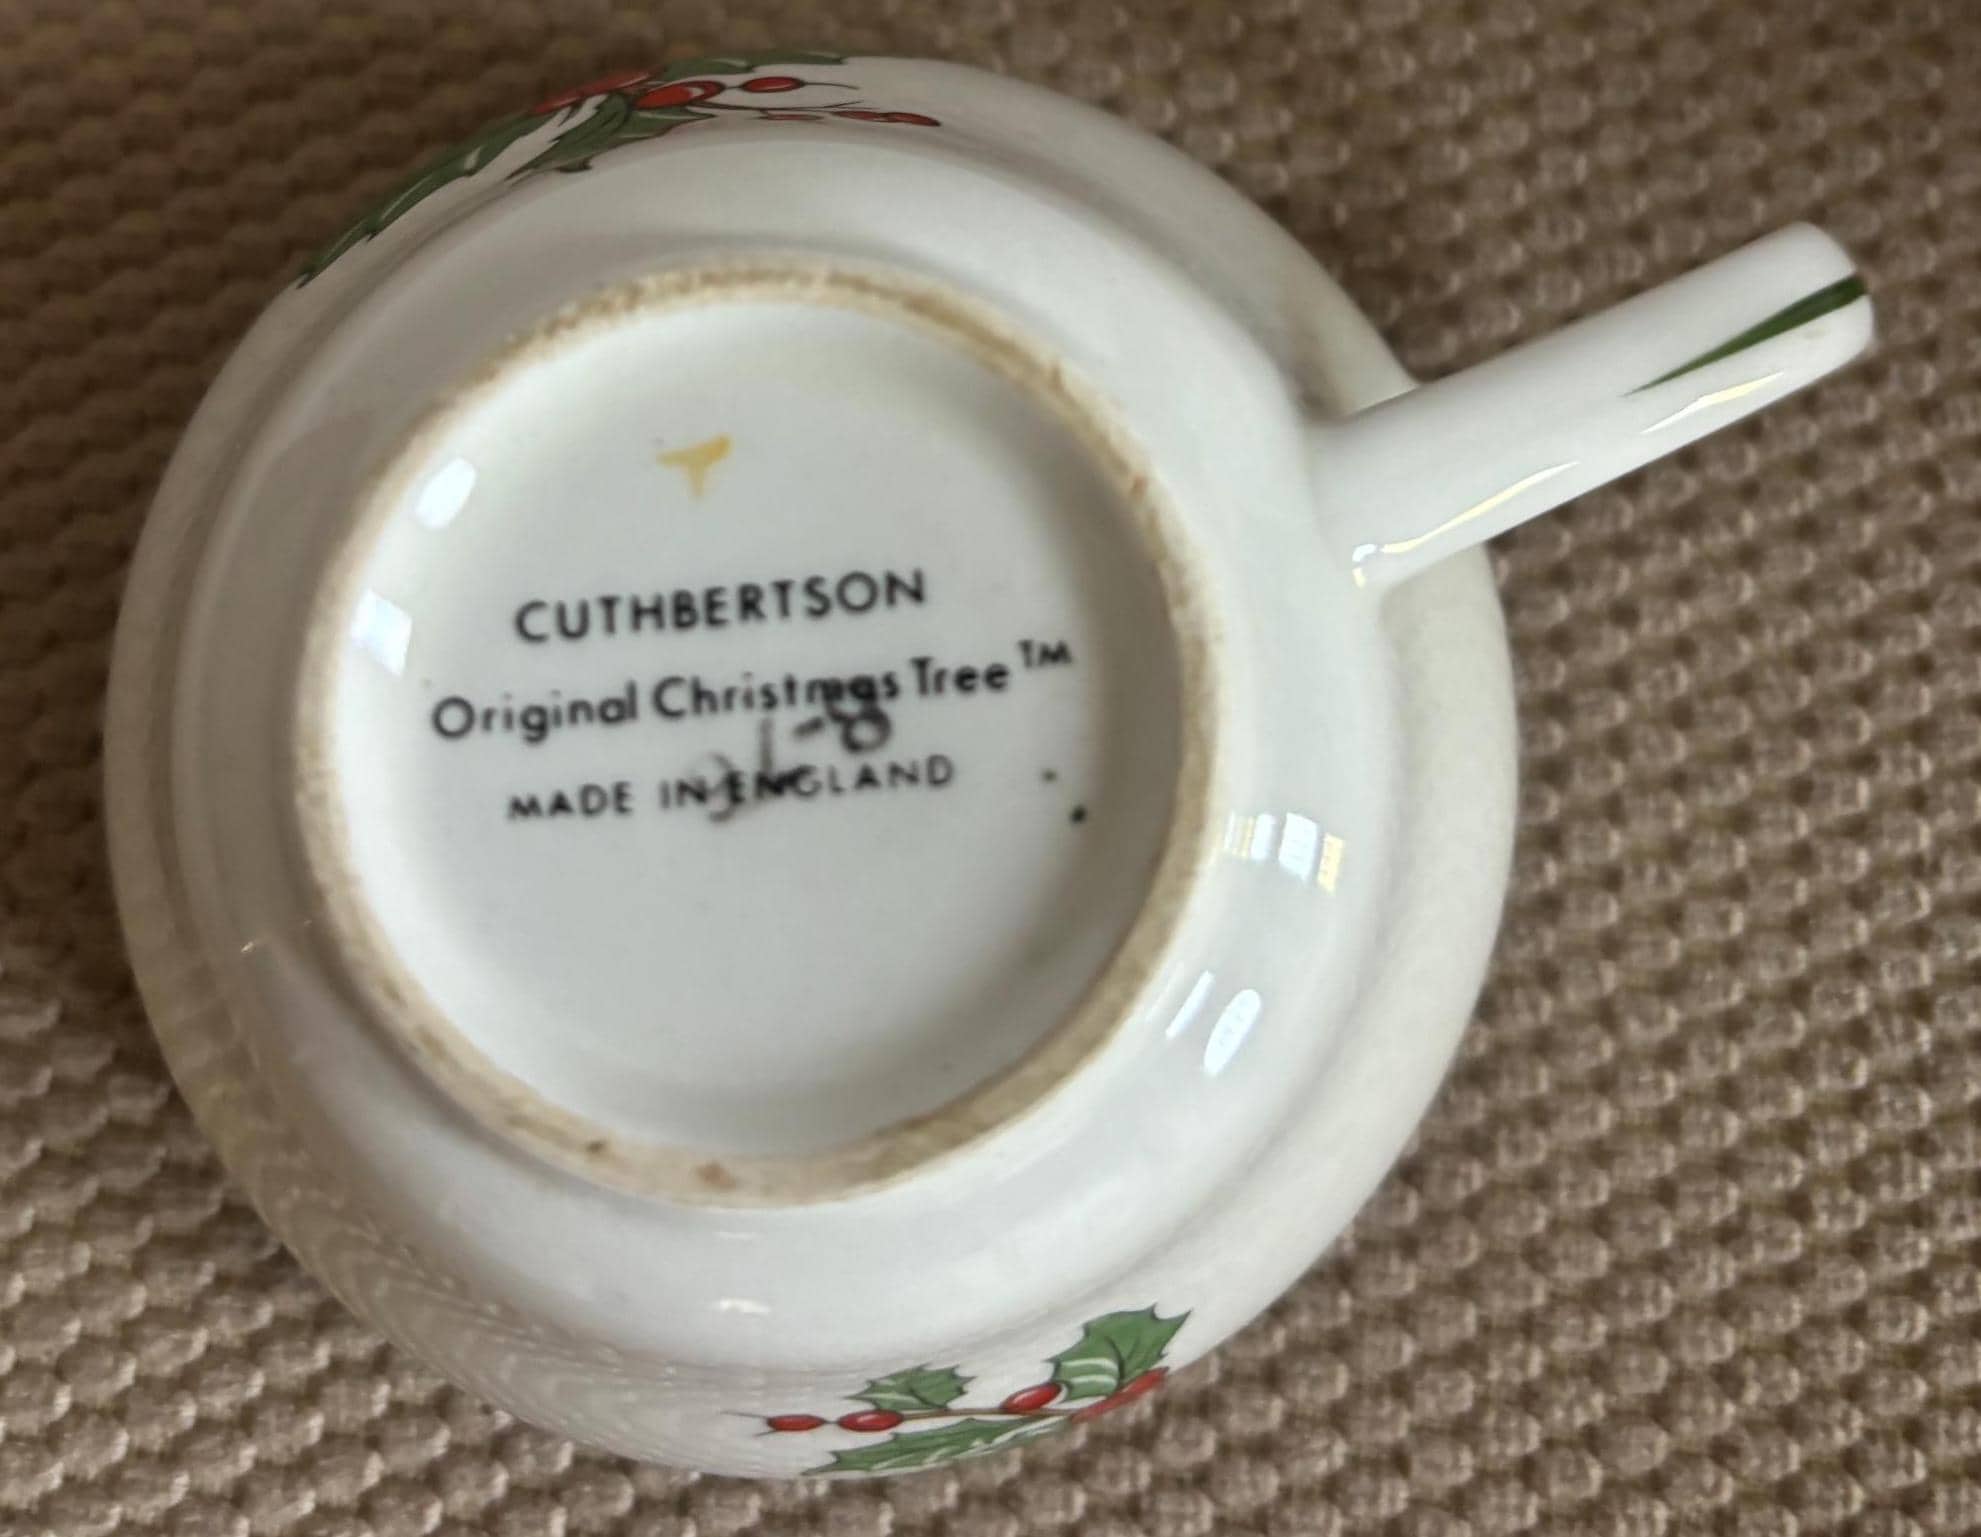 CUTHBERTSON
Original Christmas Tree™
MADE IN ENGLAND